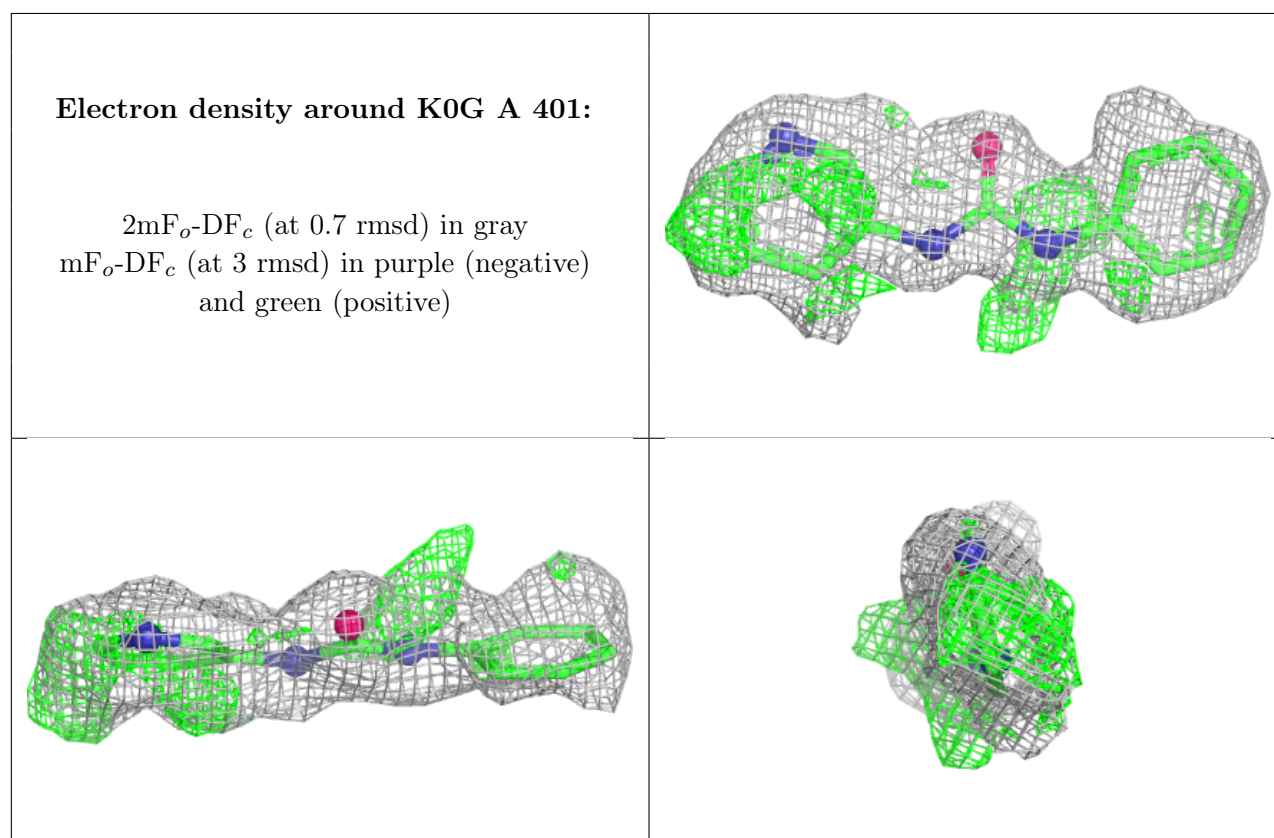 Electron density around K0G A 401:
2mFo-DFc (at 0.7 rmsd) in gray
mFo-DFc (at 3 rmsd) in purple (negative)
and green (positive)